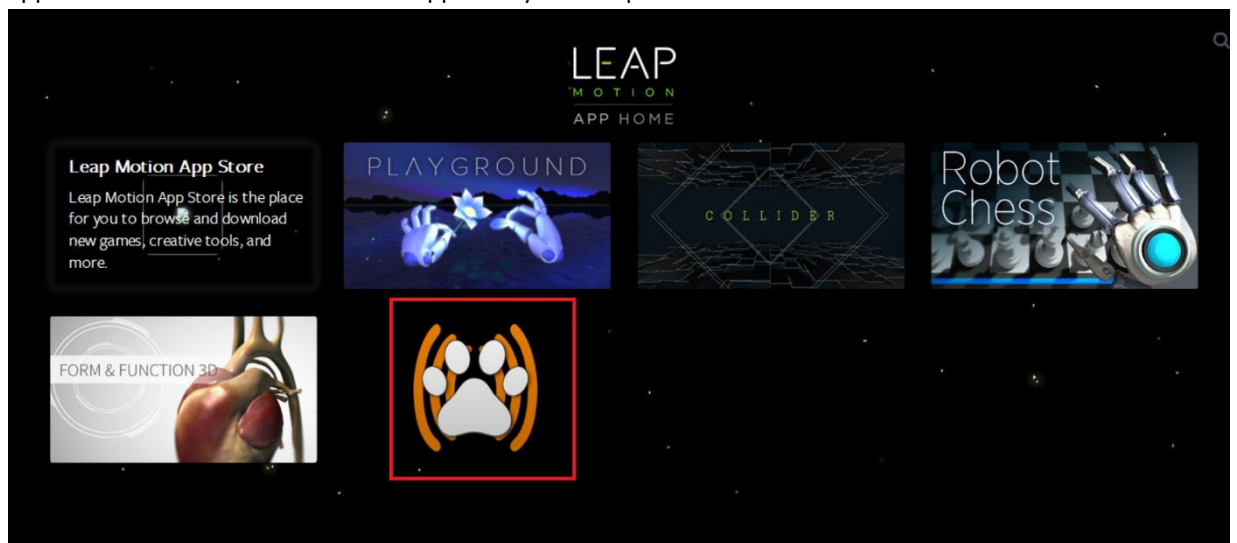 LEAP
MOTION
APP HOME
Leap Motion App Store
Leap Motion App Store is the place
for you to browse and download
new games, creative tools, and
more.
PLAYGROUND
COLLIDER
Robot
Chess
FORM & FUNCTION 3D